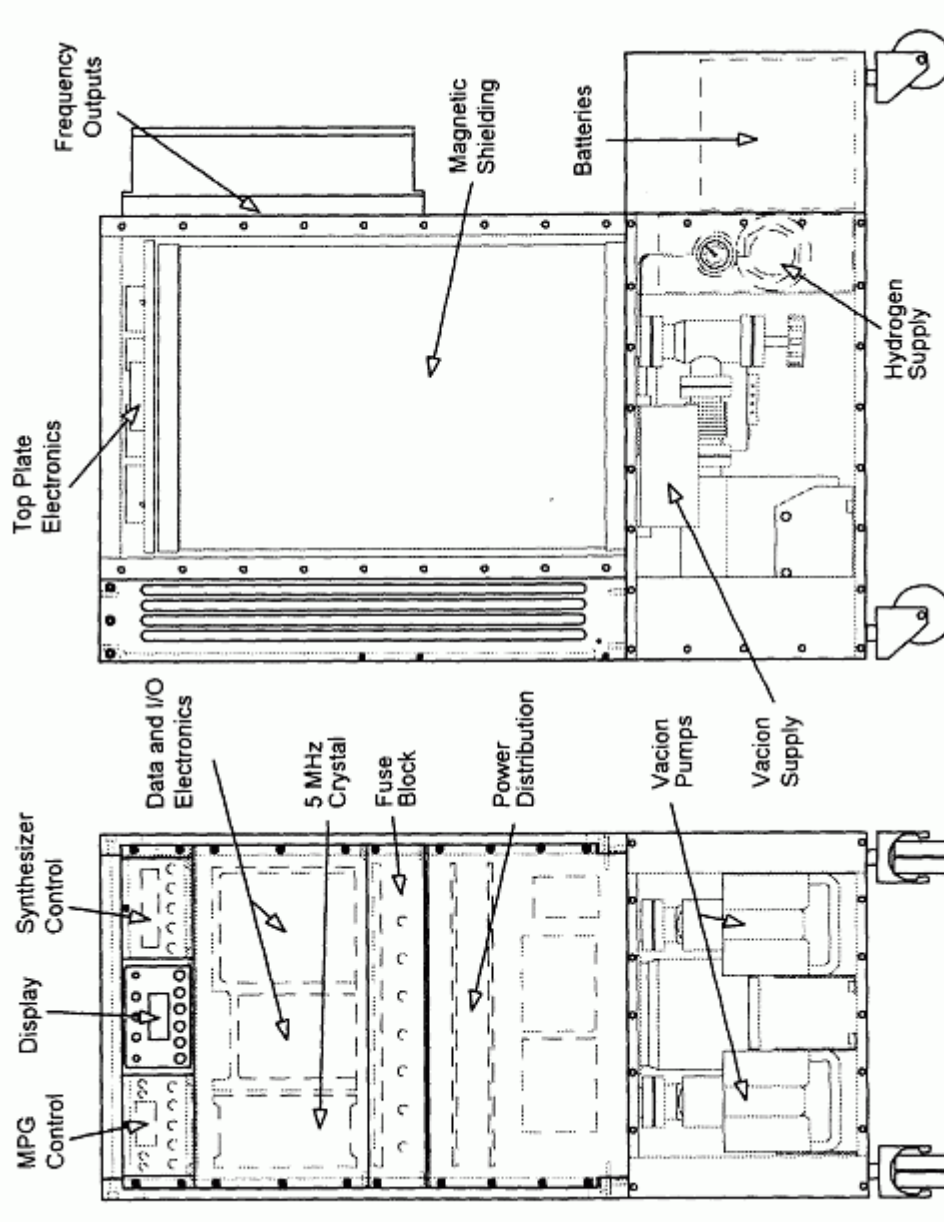 MPG
Control
Display
Synthesizer
Control
Data and I/O
Electronics
5 MHz
Crystal
Fuse
Block
Power
Distribution
Vacion
Pumps
Top Plate
Electronics
Frequency
Outputs
Magnetic
Shielding
Batteries
Hydrogen
Supply
Vacion
Supply